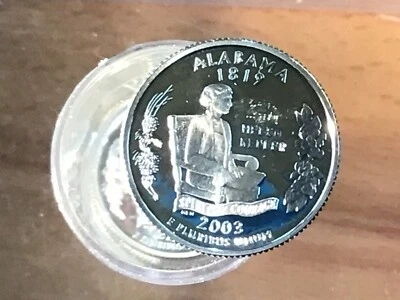 ALABAMA
1819
HELEN
KELLER
2003
E PLURIBUS UNUM